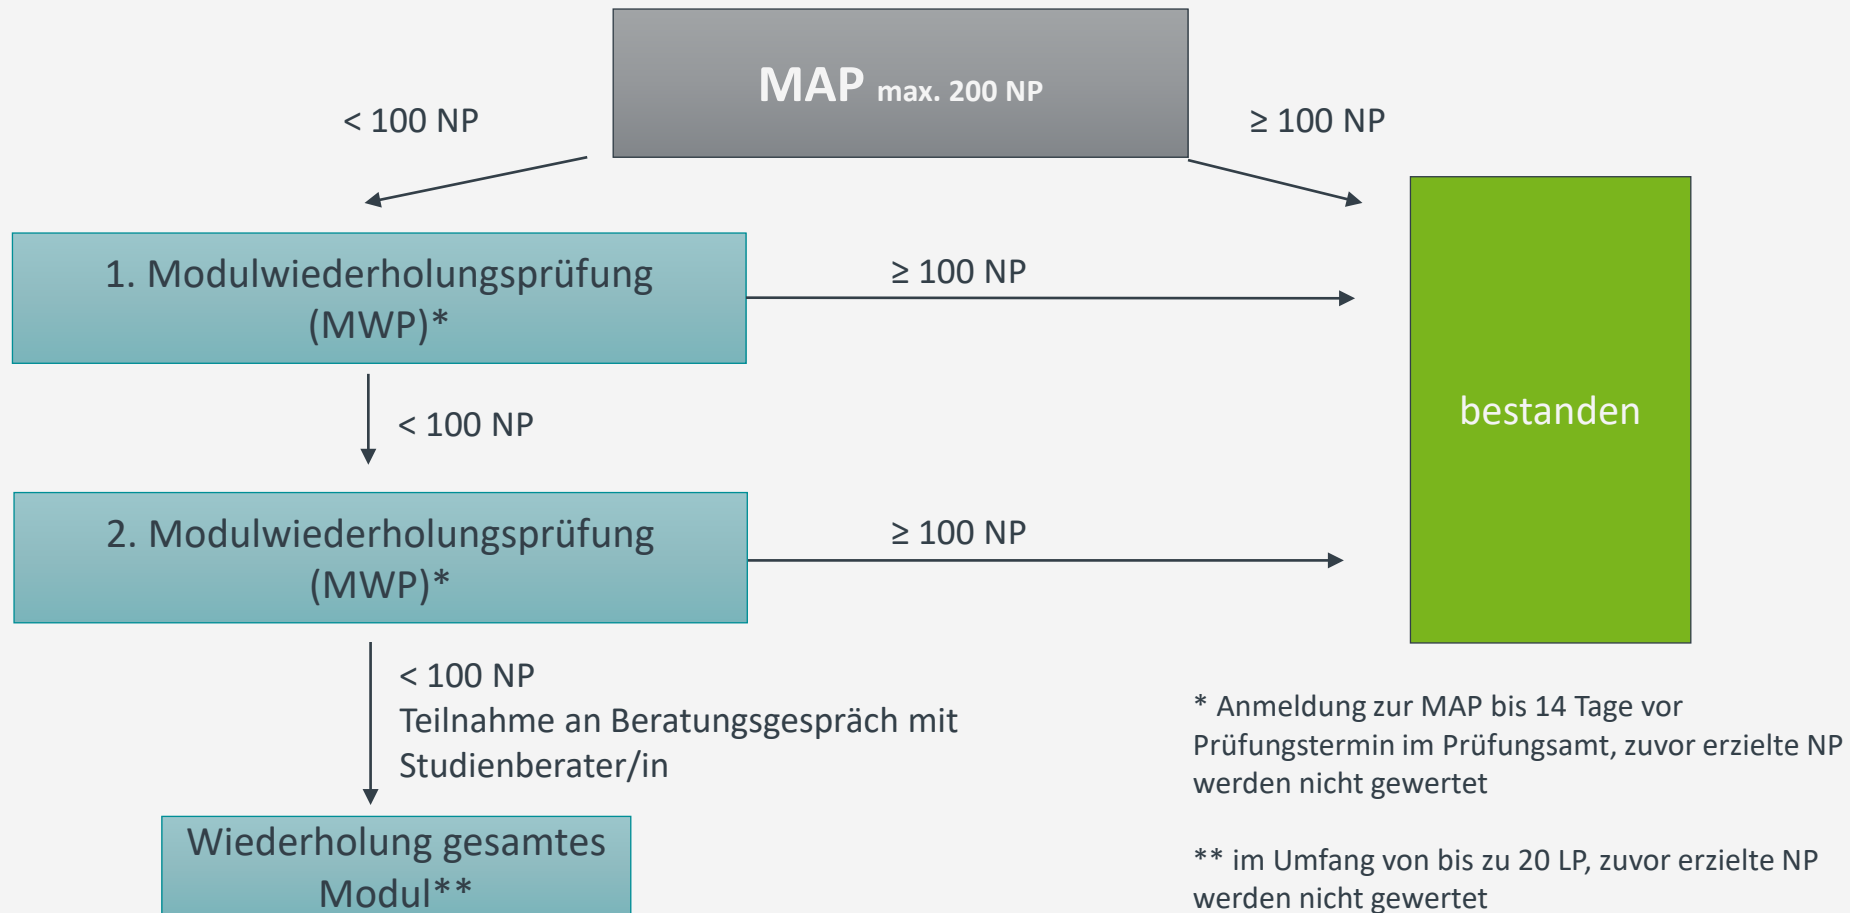 MAP max. 200 NP
< 100 NP
≥ 100 NP
1. Modulwiederholungsprüfung
(MWP)*
≥ 100 NP
bestanden
< 100 NP
2. Modulwiederholungsprüfung
(MWP)*
≥ 100 NP
< 100 NP
Teilnahme an Beratungsgespräch mit
Studienberater/in
* Anmeldung zur MAP bis 14 Tage vor
Prüfungstermin im Prüfungsamt, zuvor erzielte NP
werden nicht gewertet
Wiederholung gesamtes
Modul**
** im Umfang von bis zu 20 LP, zuvor erzielte NP
werden nicht gewertet